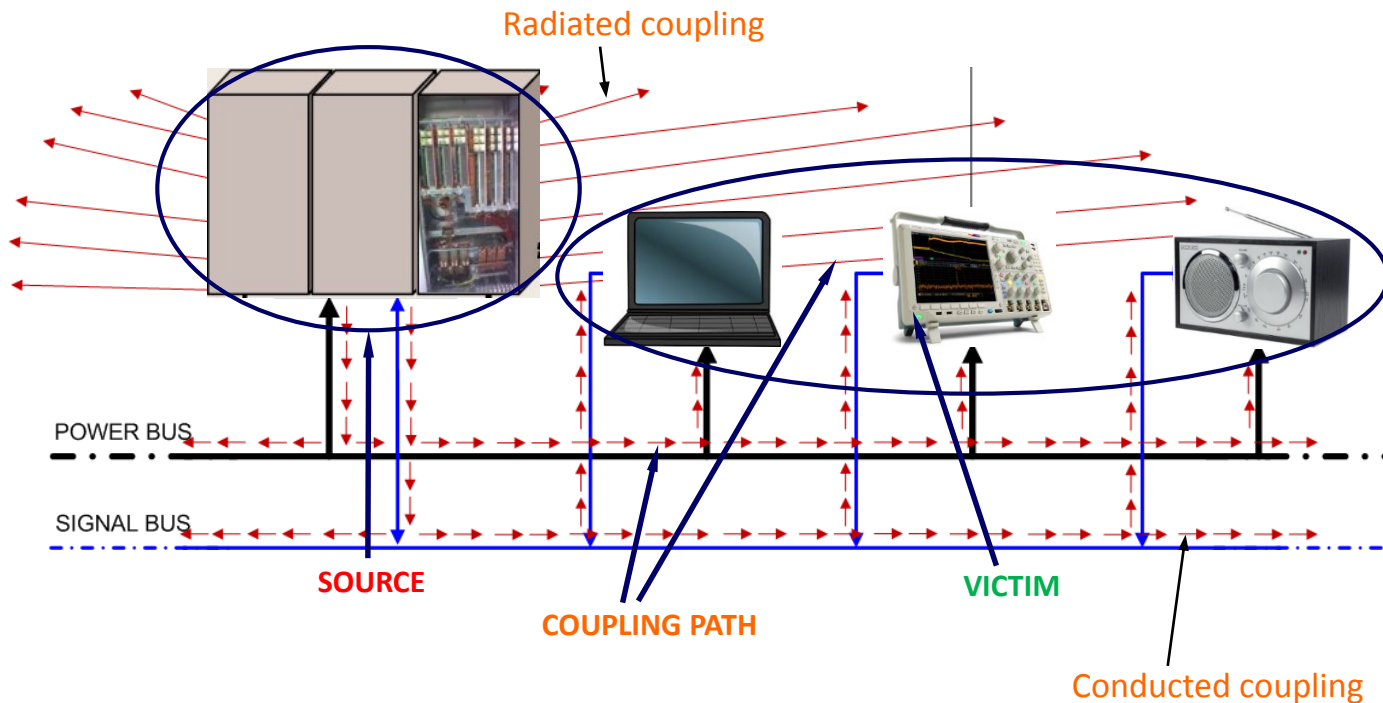 Radiated coupling
POWER BUS
SIGNAL BUS
SOURCE
VICTIM
COUPLING PATH
Conducted coupling